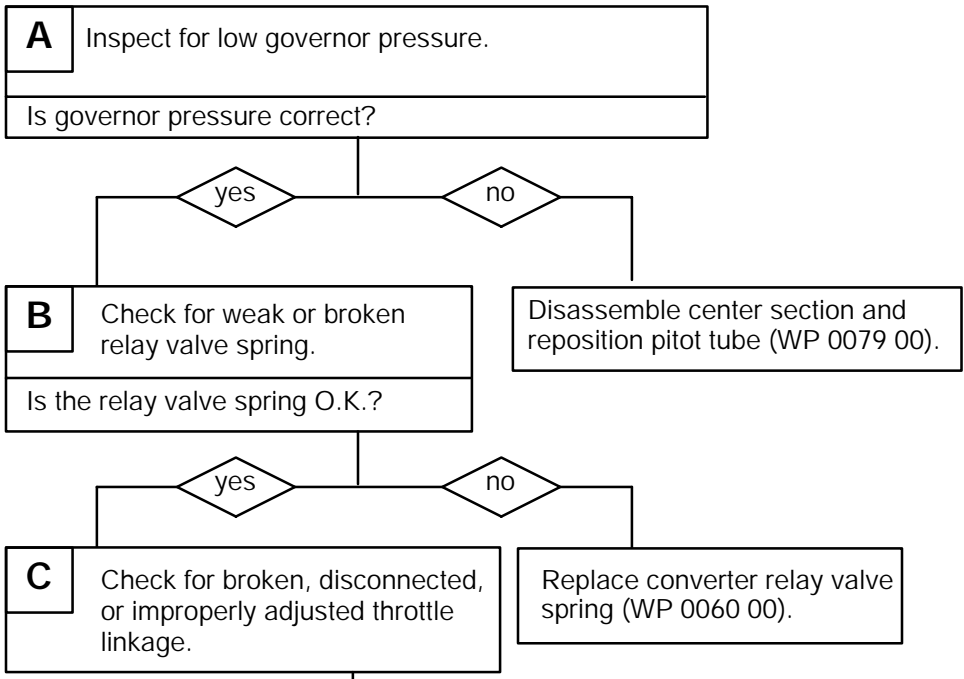 A
Inspect for low governor pressure.
Is governor pressure correct?
yes
no
B
Check for weak or broken
relay valve spring.
Is the relay valve spring O.K.?
Disassemble center section and
reposition pitot tube (WP 0079 00).
yes
no
C
Check for broken, disconnected,
or improperly adjusted throttle
linkage.
Replace converter relay valve
spring (WP 0060 00).